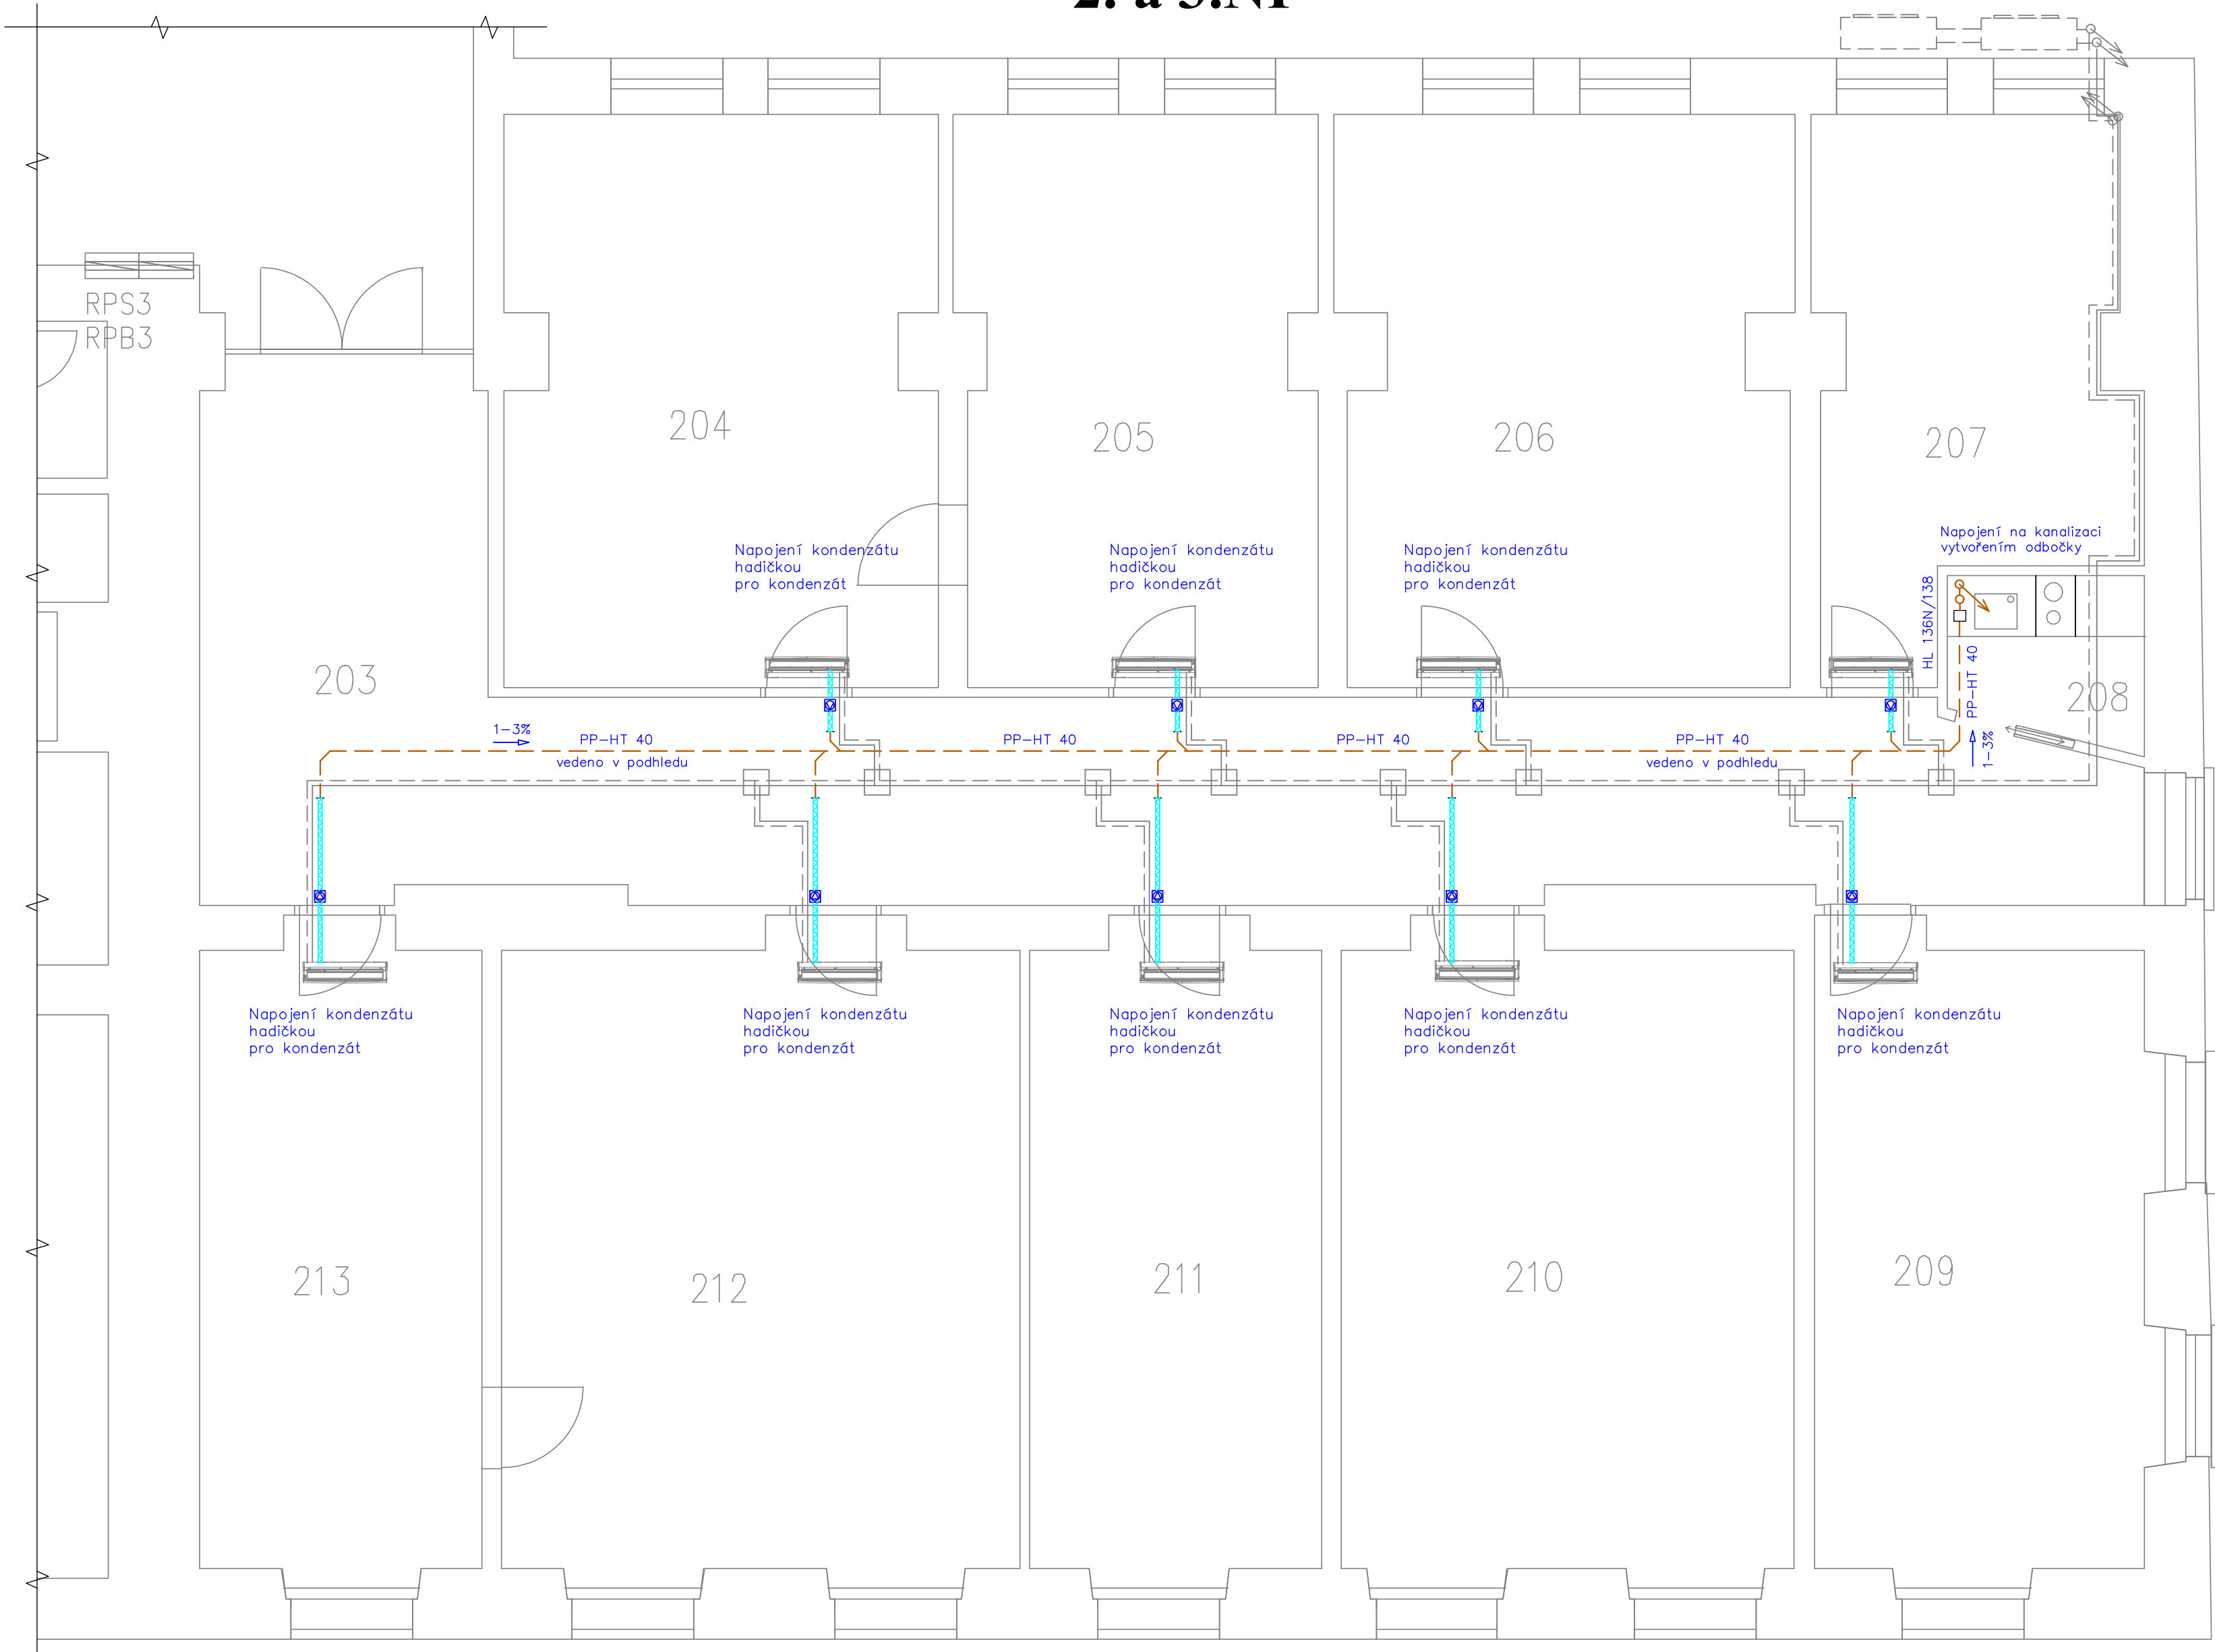 2. a 3.NP
RPS3
RPB3
204
205
206
207
Napojení na kanalizaci
vytvořením odbočky
Napojení kondenzátu
hadičkou
pro kondenzát
Napojení kondenzátu
hadičkou
pro kondenzát
Napojení kondenzátu
hadičkou
pro kondenzát
HL 136N/138
PP-HT 40
1-3%
203
208
1-3%
PP-HT 40
vedeno v podhledu
PP-HT 40
PP-HT 40
PP-HT 40
vedeno v podhledu
Napojení kondenzátu
hadičkou
pro kondenzát
Napojení kondenzátu
hadičkou
pro kondenzát
Napojení kondenzátu
hadičkou
pro kondenzát
Napojení kondenzátu
hadičkou
pro kondenzát
Napojení kondenzátu
hadičkou
pro kondenzát
213
212
211
210
209